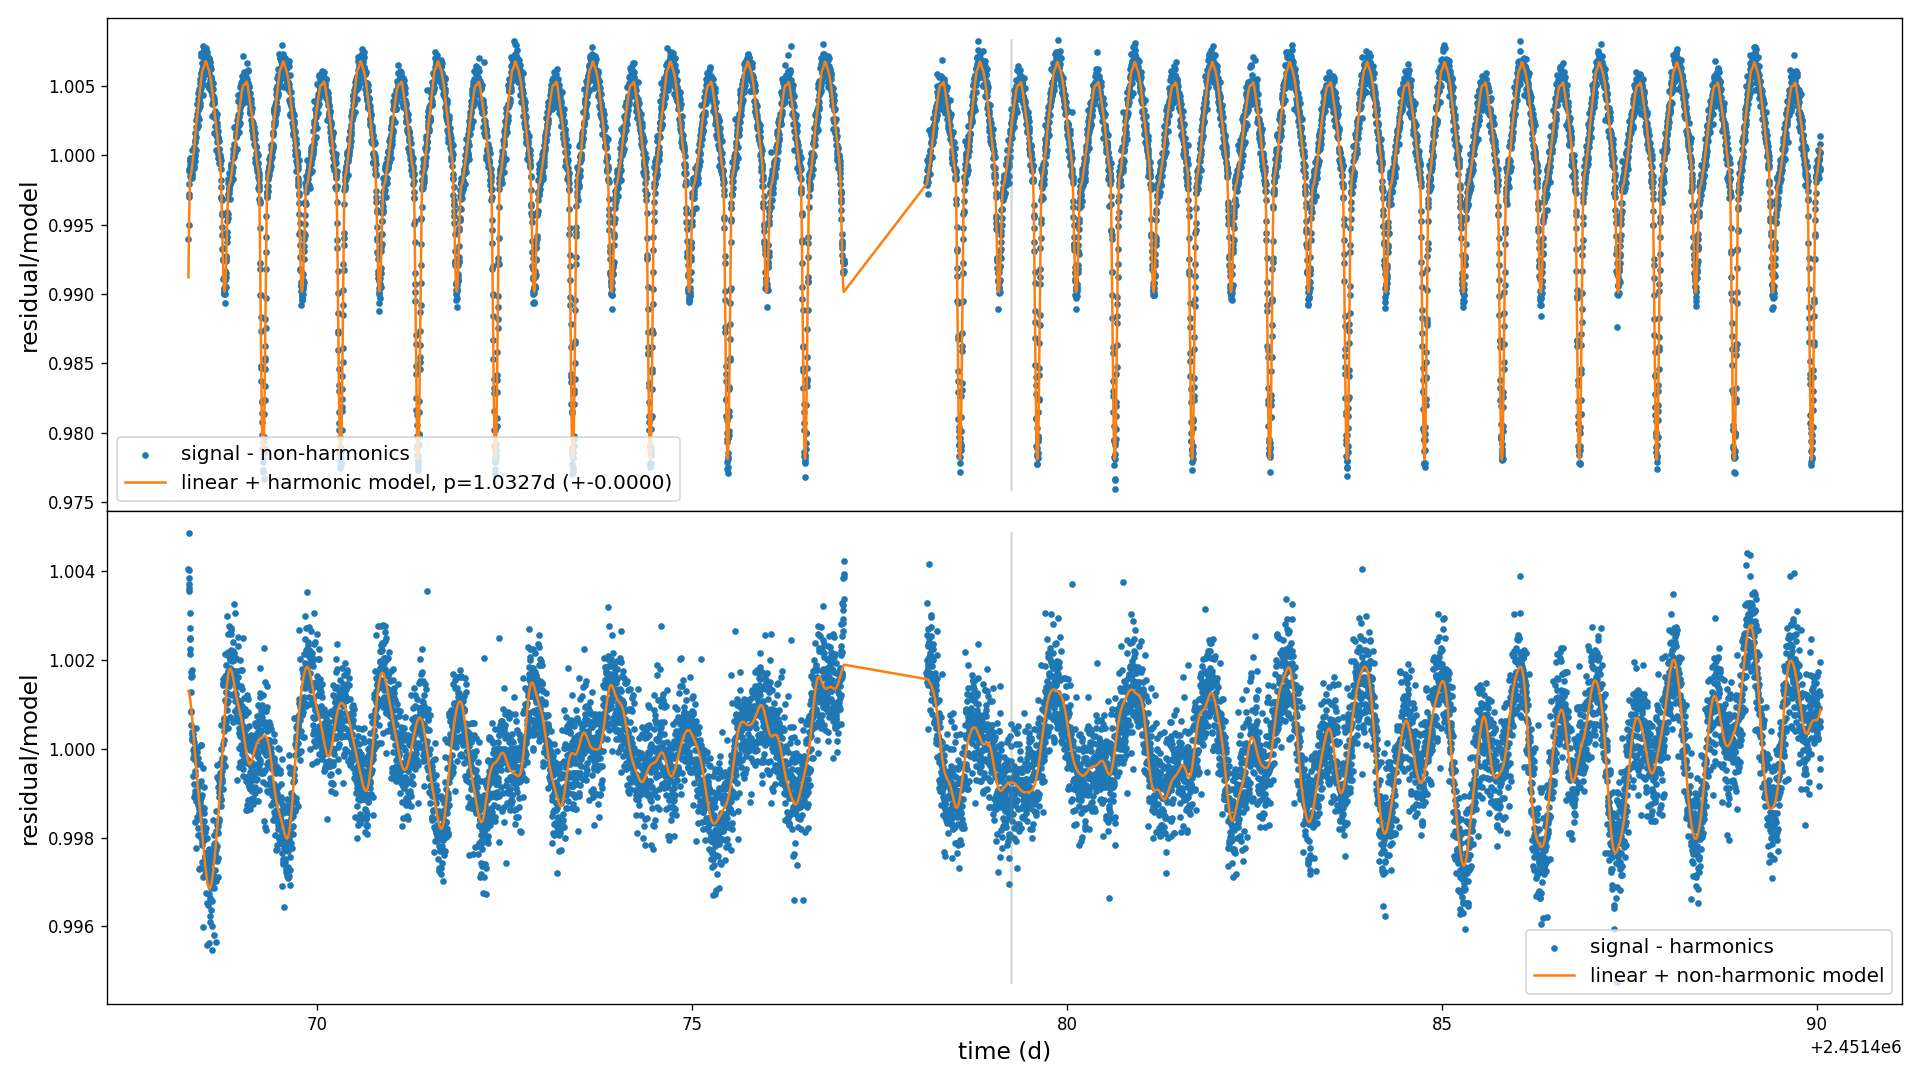 residual/model
1.005
1.000
0.995
0.990
0.985
0.980
0.975
signal - non-harmonics
linear + harmonic model, p=1.0327d (+-0.0000)
residual/model
1.004
1.002
1.000
0.998
0.996
signal - harmonics
linear + non-harmonic model
70
75
80
85
90
time (d)
+2.4514e6